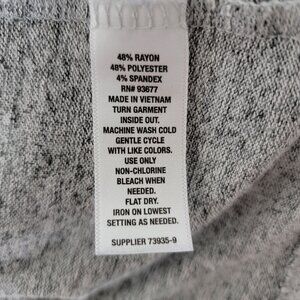 48% RAYON
48% POLYESTER
4% SPANDEX
RN# 93677
MADE IN VIETNAM
TURN GARMENT
INSIDE OUT.
MACHINE WASH COLD
GENTLE CYCLE
WITH LIKE COLORS.
USE ONLY
NON-CHLORINE
BLEACH WHEN
NEEDED.
FLAT DRY.
IRON ON LOWEST
SETTING AS NEEDED.
SUPPLIER 73935-9